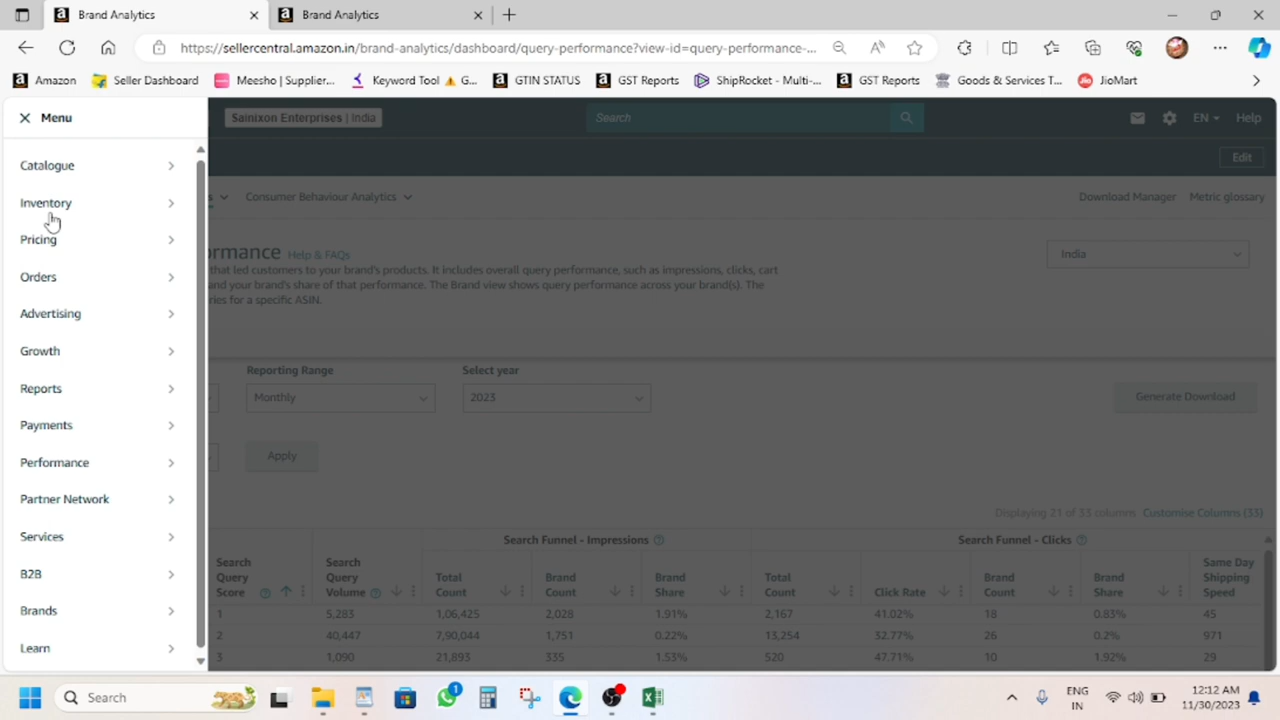 Brand Analytics
Brand Analytics
https://sellercentral.amazon.in/brand-analytics/dashboard/query-performance?view-id=query-performance-...
Amazon
Seller Dashboard
Meesho | Supplier...
Keyword Tool ⚠ G...
GTIN STATUS
GST Reports
ShipRocket - Multi-...
GST Reports
Goods & Services T...
JioMart
Menu
Sainixon Enterprises | India
Search
EN
Help
Catalogue
Edit
Inventory
s
Consumer Behaviour Analytics
Download Manager
Metric glossary
Pricing
rmance Help & FAQs
India
that led customers to your brand's products. It includes overall query performance, such as impressions, clicks, cart
Orders
and your brand's share of that performance. The Brand view shows query performance across your brand(s). The
ries for a specific ASIN.
Advertising
Growth
Reporting Range
Select year
Reports
Monthly
2023
Generate Download
Payments
Performance
Apply
Partner Network
Displaying 21 of 33 columns
Customise Columns (33)
Services
Search Funnel - Impressions
Search Funnel - Clicks
B2B
Search Query Score
Search Query Volume
Total Count
Brand Count
Brand Share
Total Count
Click Rate
Brand Count
Brand Share
Same Day Shipping Speed
Brands
1 5,283 1,06,425 2,028 1.91% 2,167 41.02% 18 0.83% 45
2 40,447 7,90,044 1,751 0.22% 13,254 32.77% 26 0.2% 971
Learn
3 1,090 21,893 335 1.53% 520 47.71% 10 1.92% 29
Search
1
ENG
IN
12:12 AM
11/30/2023